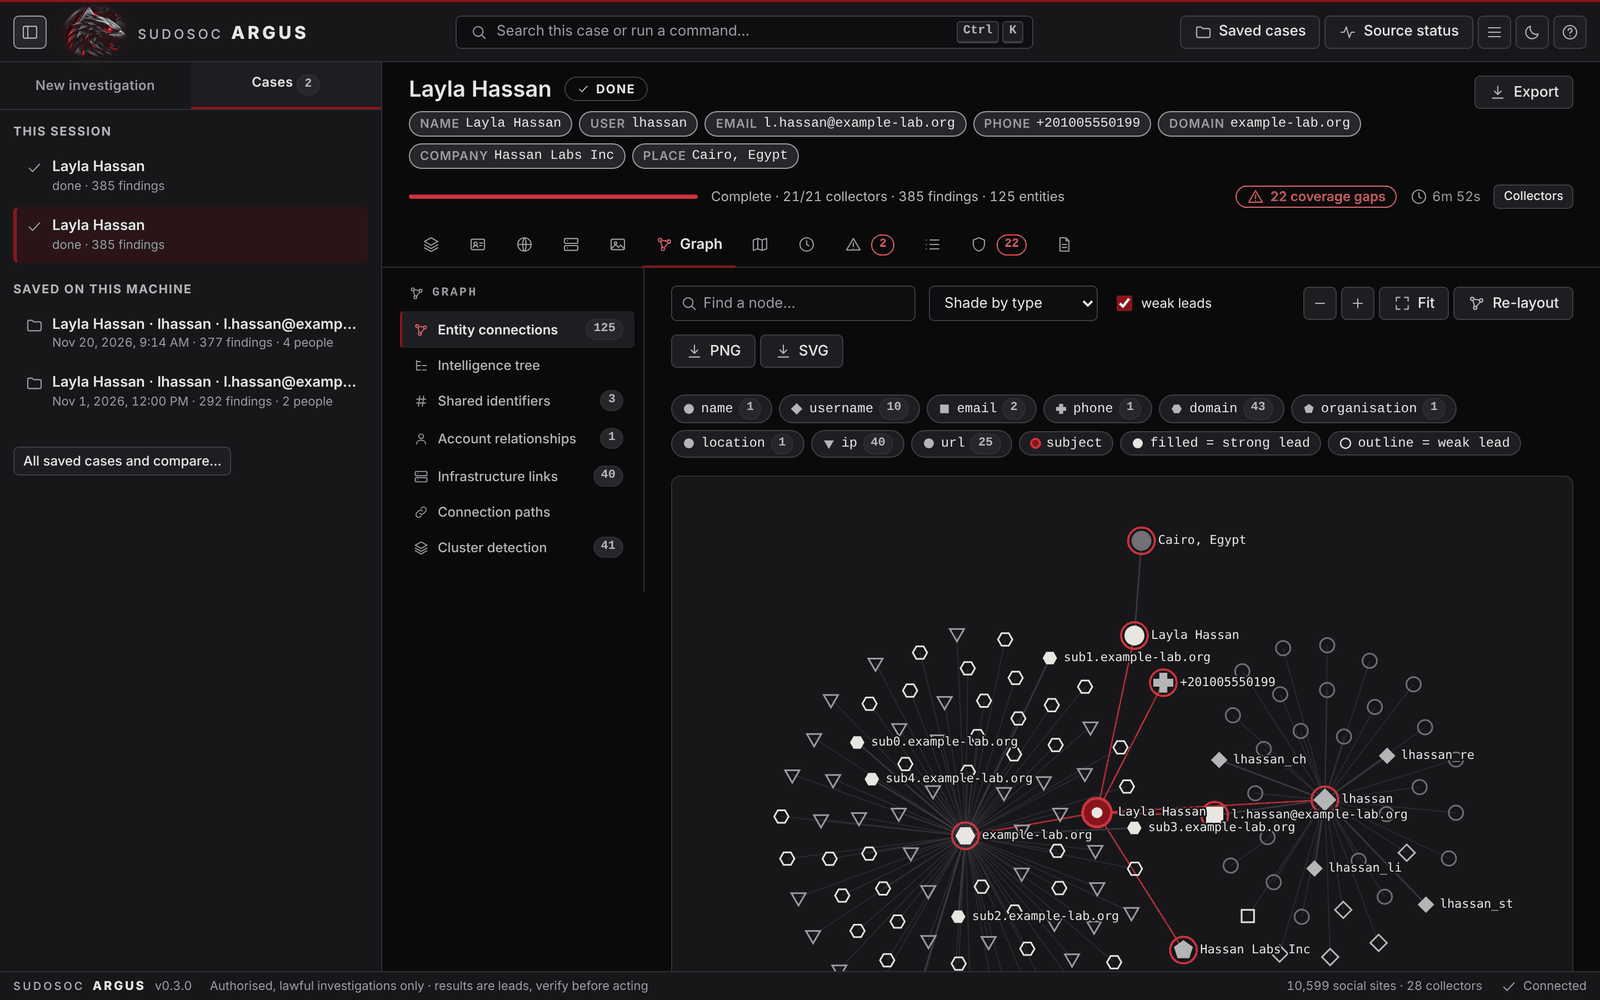 SUDOSOC ARGUS
Search this case or run a command...
Ctrl K
Saved cases
Source status
New investigation
Cases 2
THIS SESSION
Layla Hassan
done · 385 findings
Layla Hassan
done · 385 findings
SAVED ON THIS MACHINE
Layla Hassan · lhassan · l.hassan@examp...
Nov 20, 2026, 9:14 AM · 377 findings · 4 people
Layla Hassan · lhassan · l.hassan@examp...
Nov 1, 2026, 12:00 PM · 292 findings · 2 people
All saved cases and compare...
Layla Hassan
DONE
Export
NAME Layla Hassan
USER lhassan
EMAIL l.hassan@example-lab.org
PHONE +201005550199
DOMAIN example-lab.org
COMPANY Hassan Labs Inc
PLACE Cairo, Egypt
Complete · 21/21 collectors · 385 findings · 125 entities
22 coverage gaps
6m 52s
Collectors
Graph
2
22
GRAPH
Entity connections 125
Intelligence tree
Shared identifiers 3
Account relationships 1
Infrastructure links 40
Connection paths
Cluster detection 41
Find a node...
Shade by type
weak leads
Fit
Re-layout
PNG
SVG
name 1
username 10
email 2
phone 1
domain 43
organisation 1
location 1
ip 40
url 25
subject
filled = strong lead
outline = weak lead
Cairo, Egypt
Layla Hassan
sub1.example-lab.org
+201005550199
sub0.example-lab.org
lhassan_ch
lhassan_re
sub4.example-lab.org
lhassan
Layla Hassan
l.hassan@example-lab.org
sub3.example-lab.org
example-lab.org
lhassan_li
lhassan_st
sub2.example-lab.org
Hassan Labs Inc
SUDOSOC ARGUS v0.3.0
Authorised, lawful investigations only · results are leads, verify before acting
10,599 social sites · 28 collectors
Connected